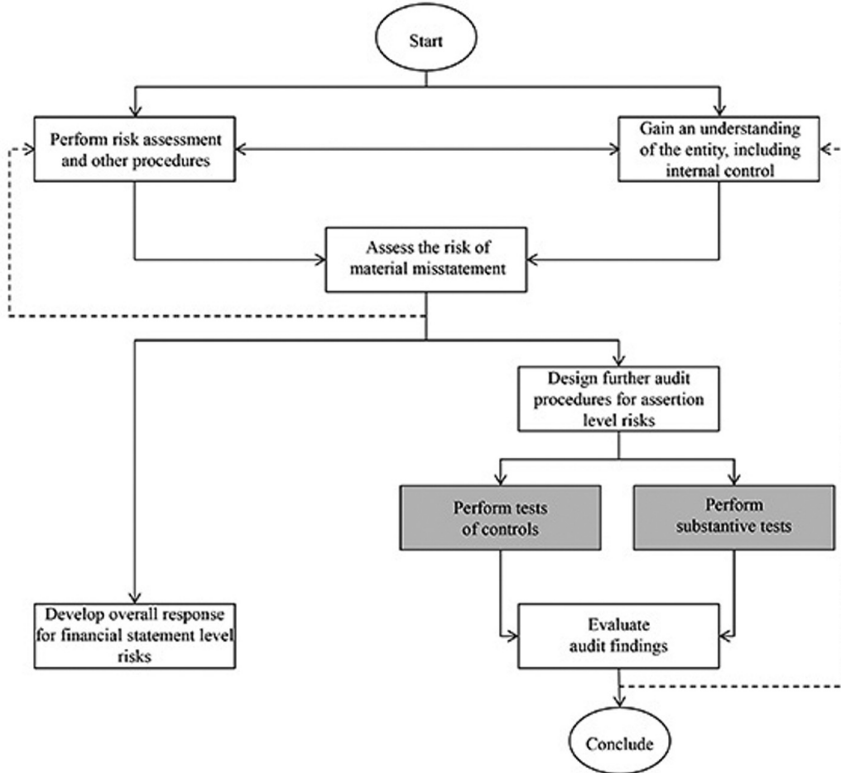 Start
Perform risk assessment
and other procedures
Gain an understanding
of the entity, including
internal control
Assess the risk of
material misstatement
Design further audit
procedures for assertion
level risks
Perform tests
of controls
Perform
substantive tests
Develop overall response
for financial statement level
risks
Evaluate
audit findings
Conclude